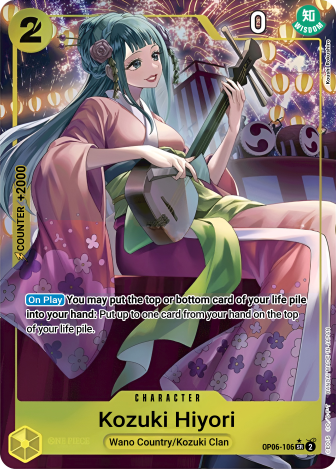 2
0
知
WISDOM
COUNTER +2000
On Play You may put the top or bottom card of your life pile
into your hand: Put up to one card from your hand on the top
of your life pile.
CHARACTER
Kozuki Hiyori
Wano Country/Kozuki Clan
OP06-106 SR 2